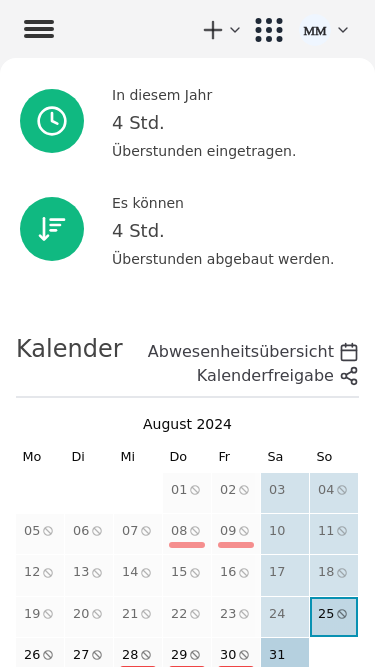 MM
In diesem Jahr
4 Std.
Überstunden eingetragen.
Es können
4 Std.
Überstunden abgebaut werden.
Kalender
Abwesenheitsübersicht
Kalenderfreigabe
August 2024
Mo Di Mi Do Fr Sa So
01 02 03 04
05 06 07 08 09 10 11
12 13 14 15 16 17 18
19 20 21 22 23 24 25
26 27 28 29 30 31